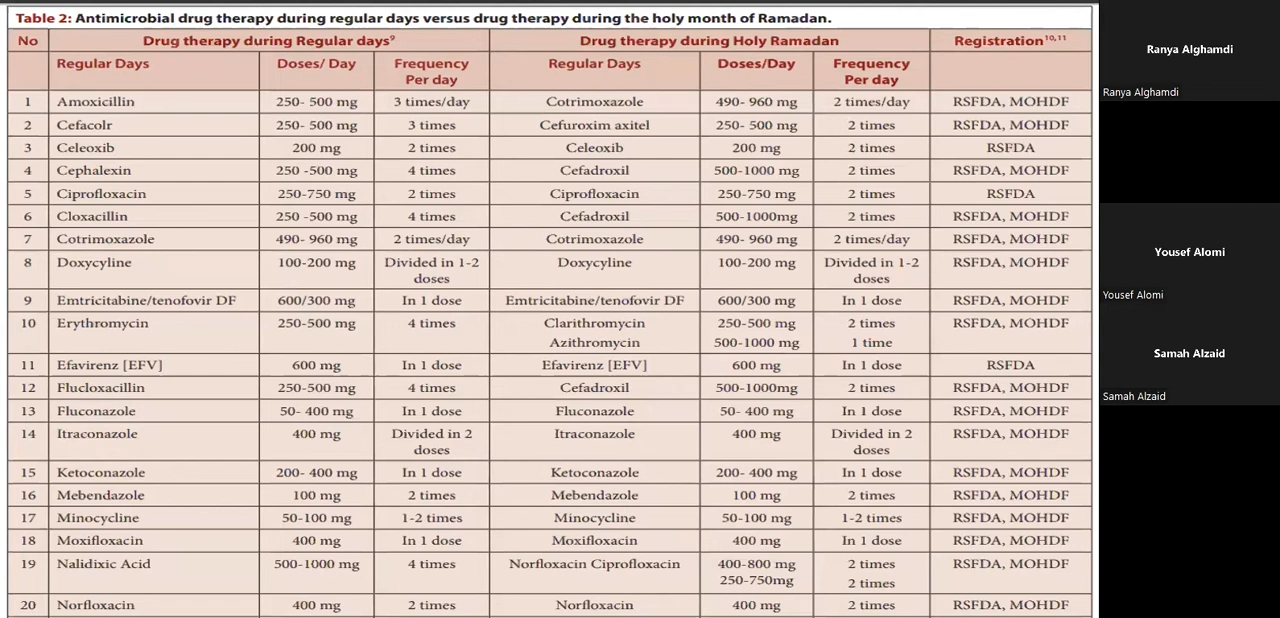 Table 2: Antimicrobial drug therapy during regular days versus drug therapy during the holy month of Ramadan.
No Drug therapy during Regular days9 Drug therapy during Holy Ramadan Registration10,11
Regular Days Doses/ Day Frequency Per day Regular Days Doses/Day Frequency Per day
1 Amoxicillin 250- 500 mg 3 times/day Cotrimoxazole 490- 960 mg 2 times/day RSFDA, MOHDF
2 Cefacolr 250- 500 mg 3 times Cefuroxim axitel 250- 500 mg 2 times RSFDA, MOHDF
3 Celeoxib 200 mg 2 times Celeoxib 200 mg 2 times RSFDA
4 Cephalexin 250 -500 mg 4 times Cefadroxil 500-1000 mg 2 times RSFDA, MOHDF
5 Ciprofloxacin 250-750 mg 2 times Ciprofloxacin 250-750 mg 2 times RSFDA
6 Cloxacillin 250 -500 mg 4 times Cefadroxil 500-1000mg 2 times RSFDA, MOHDF
7 Cotrimoxazole 490- 960 mg 2 times/day Cotrimoxazole 490- 960 mg 2 times/day RSFDA, MOHDF
8 Doxycyline 100-200 mg Divided in 1-2 doses Doxycyline 100-200 mg Divided in 1-2 doses RSFDA, MOHDF
9 Emtricitabine/tenofovir DF 600/300 mg In 1 dose Emtricitabine/tenofovir DF 600/300 mg In 1 dose RSFDA, MOHDF
10 Erythromycin 250-500 mg 4 times Clarithromycin 250-500 mg 2 times RSFDA, MOHDF
Azithromycin 500-1000 mg 1 time
11 Efavirenz [EFV] 600 mg In 1 dose Efavirenz [EFV] 600 mg In 1 dose RSFDA
12 Flucloxacillin 250-500 mg 4 times Cefadroxil 500-1000mg 2 times RSFDA, MOHDF
13 Fluconazole 50- 400 mg In 1 dose Fluconazole 50- 400 mg In 1 dose RSFDA, MOHDF
14 Itraconazole 400 mg Divided in 2 doses Itraconazole 400 mg Divided in 2 doses RSFDA, MOHDF
15 Ketoconazole 200- 400 mg In 1 dose Ketoconazole 200- 400 mg In 1 dose RSFDA, MOHDF
16 Mebendazole 100 mg 2 times Mebendazole 100 mg 2 times RSFDA, MOHDF
17 Minocycline 50-100 mg 1-2 times Minocycline 50-100 mg 1-2 times RSFDA, MOHDF
18 Moxifloxacin 400 mg In 1 dose Moxifloxacin 400 mg In 1 dose RSFDA, MOHDF
19 Nalidixic Acid 500-1000 mg 4 times Norfloxacin Ciprofloxacin 400-800 mg 2 times RSFDA, MOHDF
250-750mg 2 times
20 Norfloxacin 400 mg 2 times Norfloxacin 400 mg 2 times RSFDA, MOHDF
Ranya Alghamdi
Ranya Alghamdi
Yousef Alomi
Yousef Alomi
Samah Alzaid
Samah Alzaid